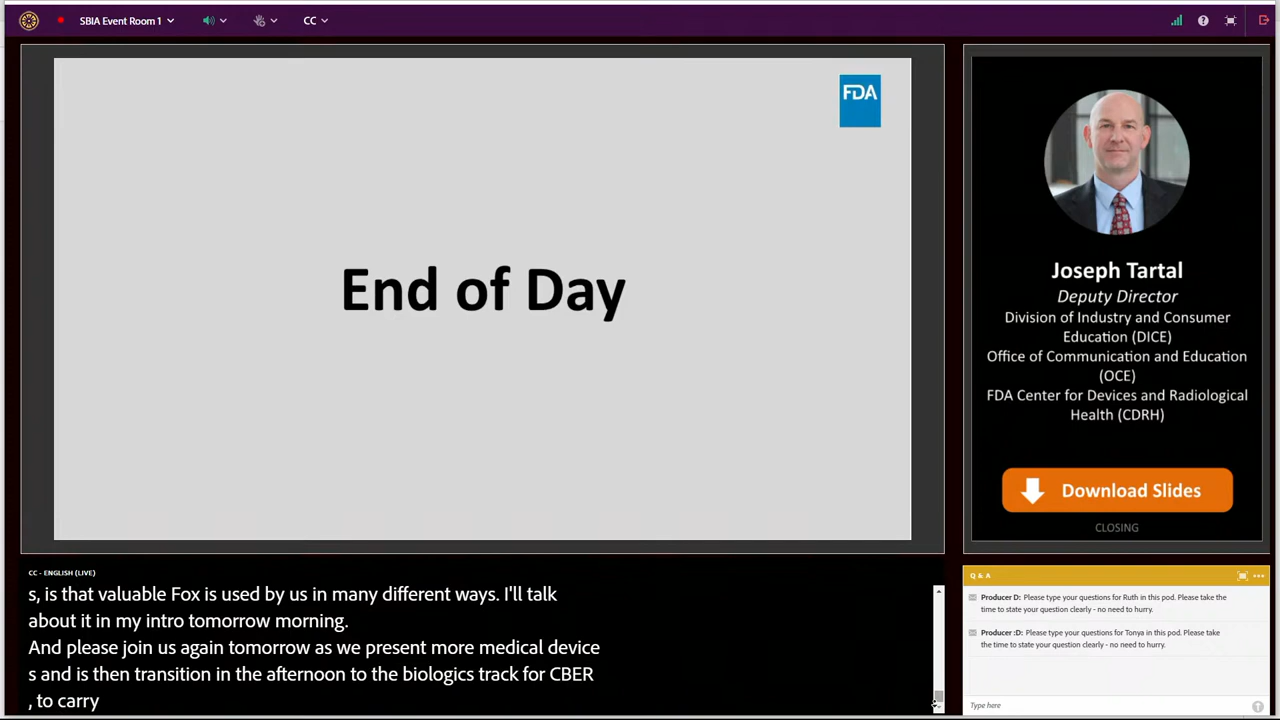 SBIA Event Room 1
CC
FDA
End of Day
Joseph Tartal
Deputy Director
Division of Industry and Consumer
Education (DICE)
Office of Communication and Education
(OCE)
FDA Center for Devices and Radiological
Health (CDRH)
Download Slides
CLOSING
CC - ENGLISH (LIVE)
s, is that valuable Fox is used by us in many different ways. I'll talk
about it in my intro tomorrow morning.
And please join us again tomorrow as we present more medical device
s and is then transition in the afternoon to the biologics track for CBER
, to carry
Q & A
Producer D: Please type your questions for Ruth in this pod. Please take the
time to state your question clearly - no need to hurry.
Producer :D: Please type your questions for Tonya in this pod. Please take
the time to state your question clearly - no need to hurry.
Type here